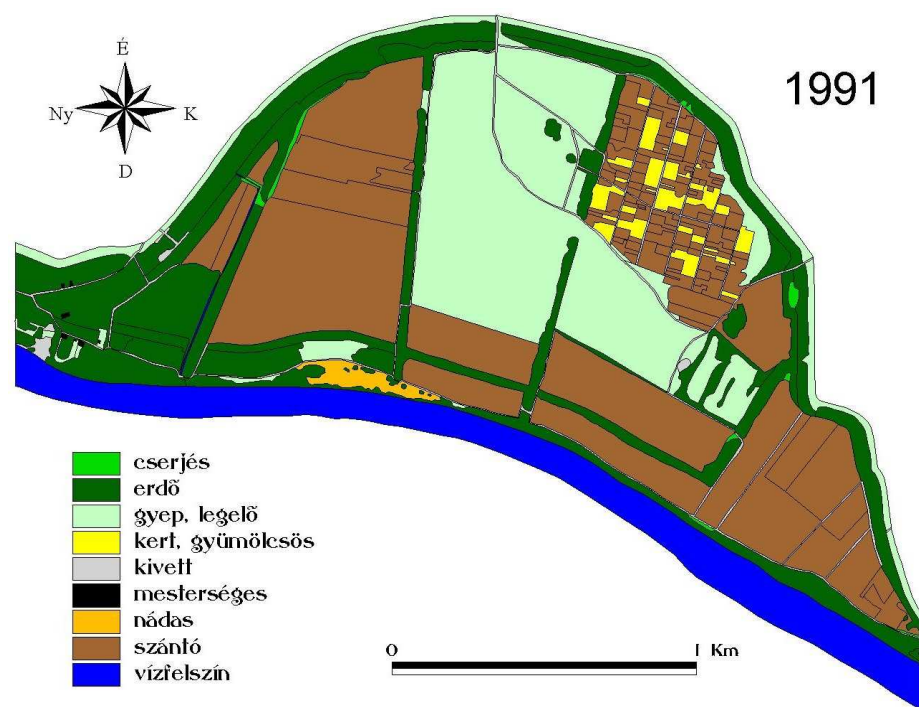 É
1991
Ny
K
D
cserjés
erdő
gyep, legelő
kert, gyümölcsös
kivett
mesterséges
nádas
szántó
vízfelszín
0 1 Km